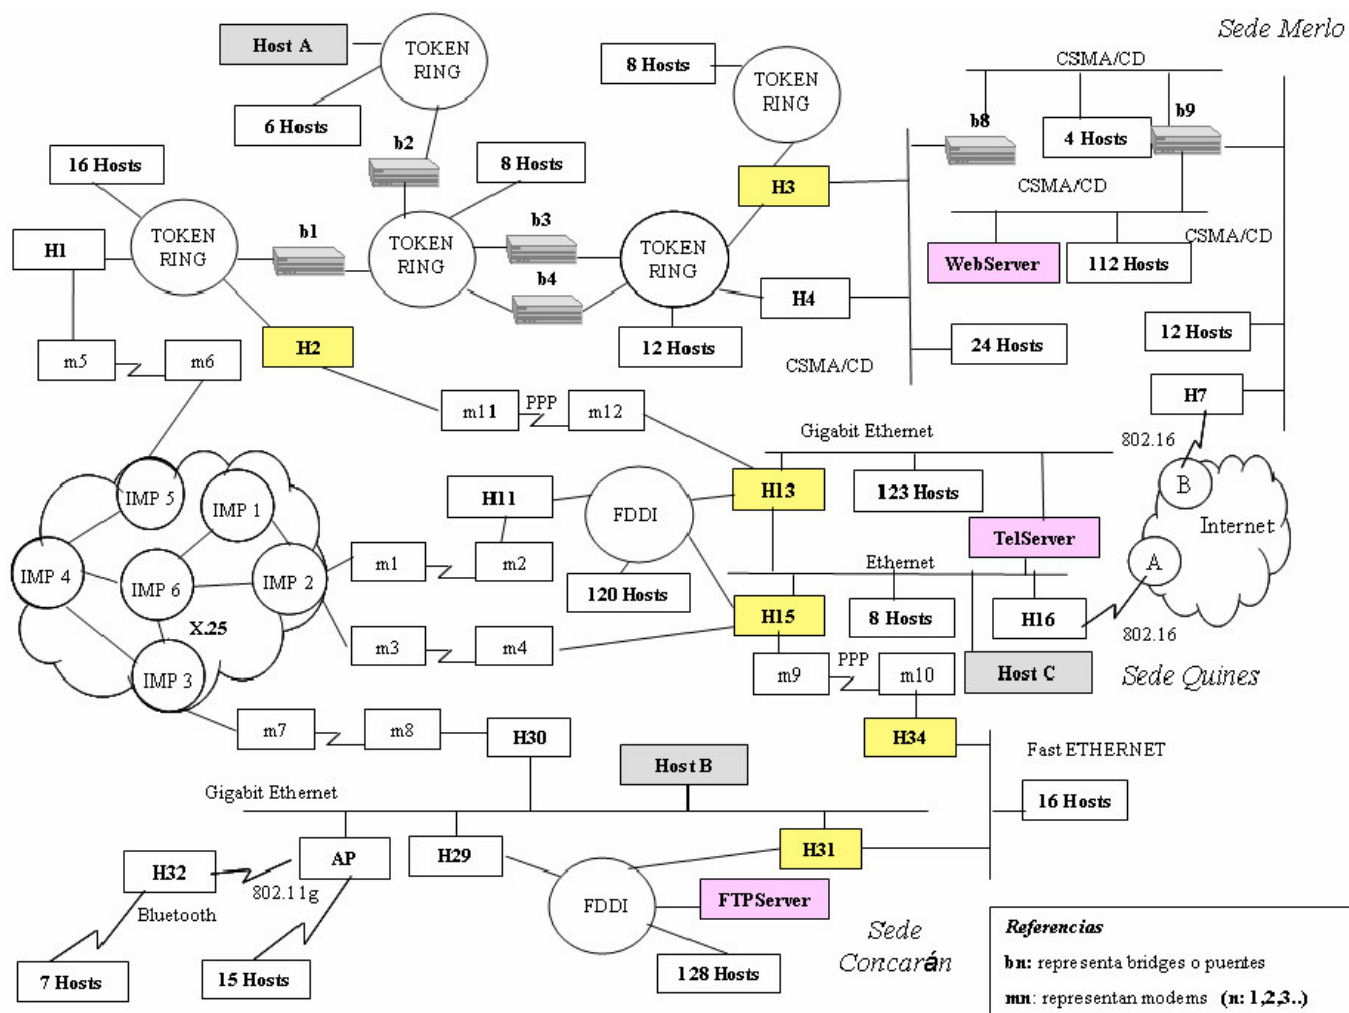 Sede Merlo
Host A
TOKEN
RING
6 Hosts
8 Hosts
TOKEN
RING
CSMA/CD
b8
4 Hosts
b9
16 Hosts
b2
8 Hosts
H3
CSMA/CD
H1
TOKEN
RING
b1
TOKEN
RING
b3
b4
TOKEN
RING
WebServer
112 Hosts
CSMA/CD
H4
m5
m6
H2
12 Hosts
CSMA/CD
24 Hosts
12 Hosts
m11
PPP
m12
H7
Gigabit Ethernet
802.16
IMP 5
IMP 1
H11
FDDI
H13
123 Hosts
B
Internet
TelServer
IMP 4
IMP 6
IMP 2
m1
m2
120 Hosts
Ethernet
A
X.25
H15
8 Hosts
H16
802.16
IMP 3
m3
m4
m9
PPP
m10
Host C
Sede Quines
m7
m8
H30
H34
Fast ETHERNET
Host B
Gigabit Ethernet
16 Hosts
H32
AP
H29
H31
802.11g
Bluetooth
FDDI
FTPServer
7 Hosts
15 Hosts
128 Hosts
Sede
Concarán
Referencias
bn: representa bridges o puentes
mn: representan modems (n: 1,2,3..)